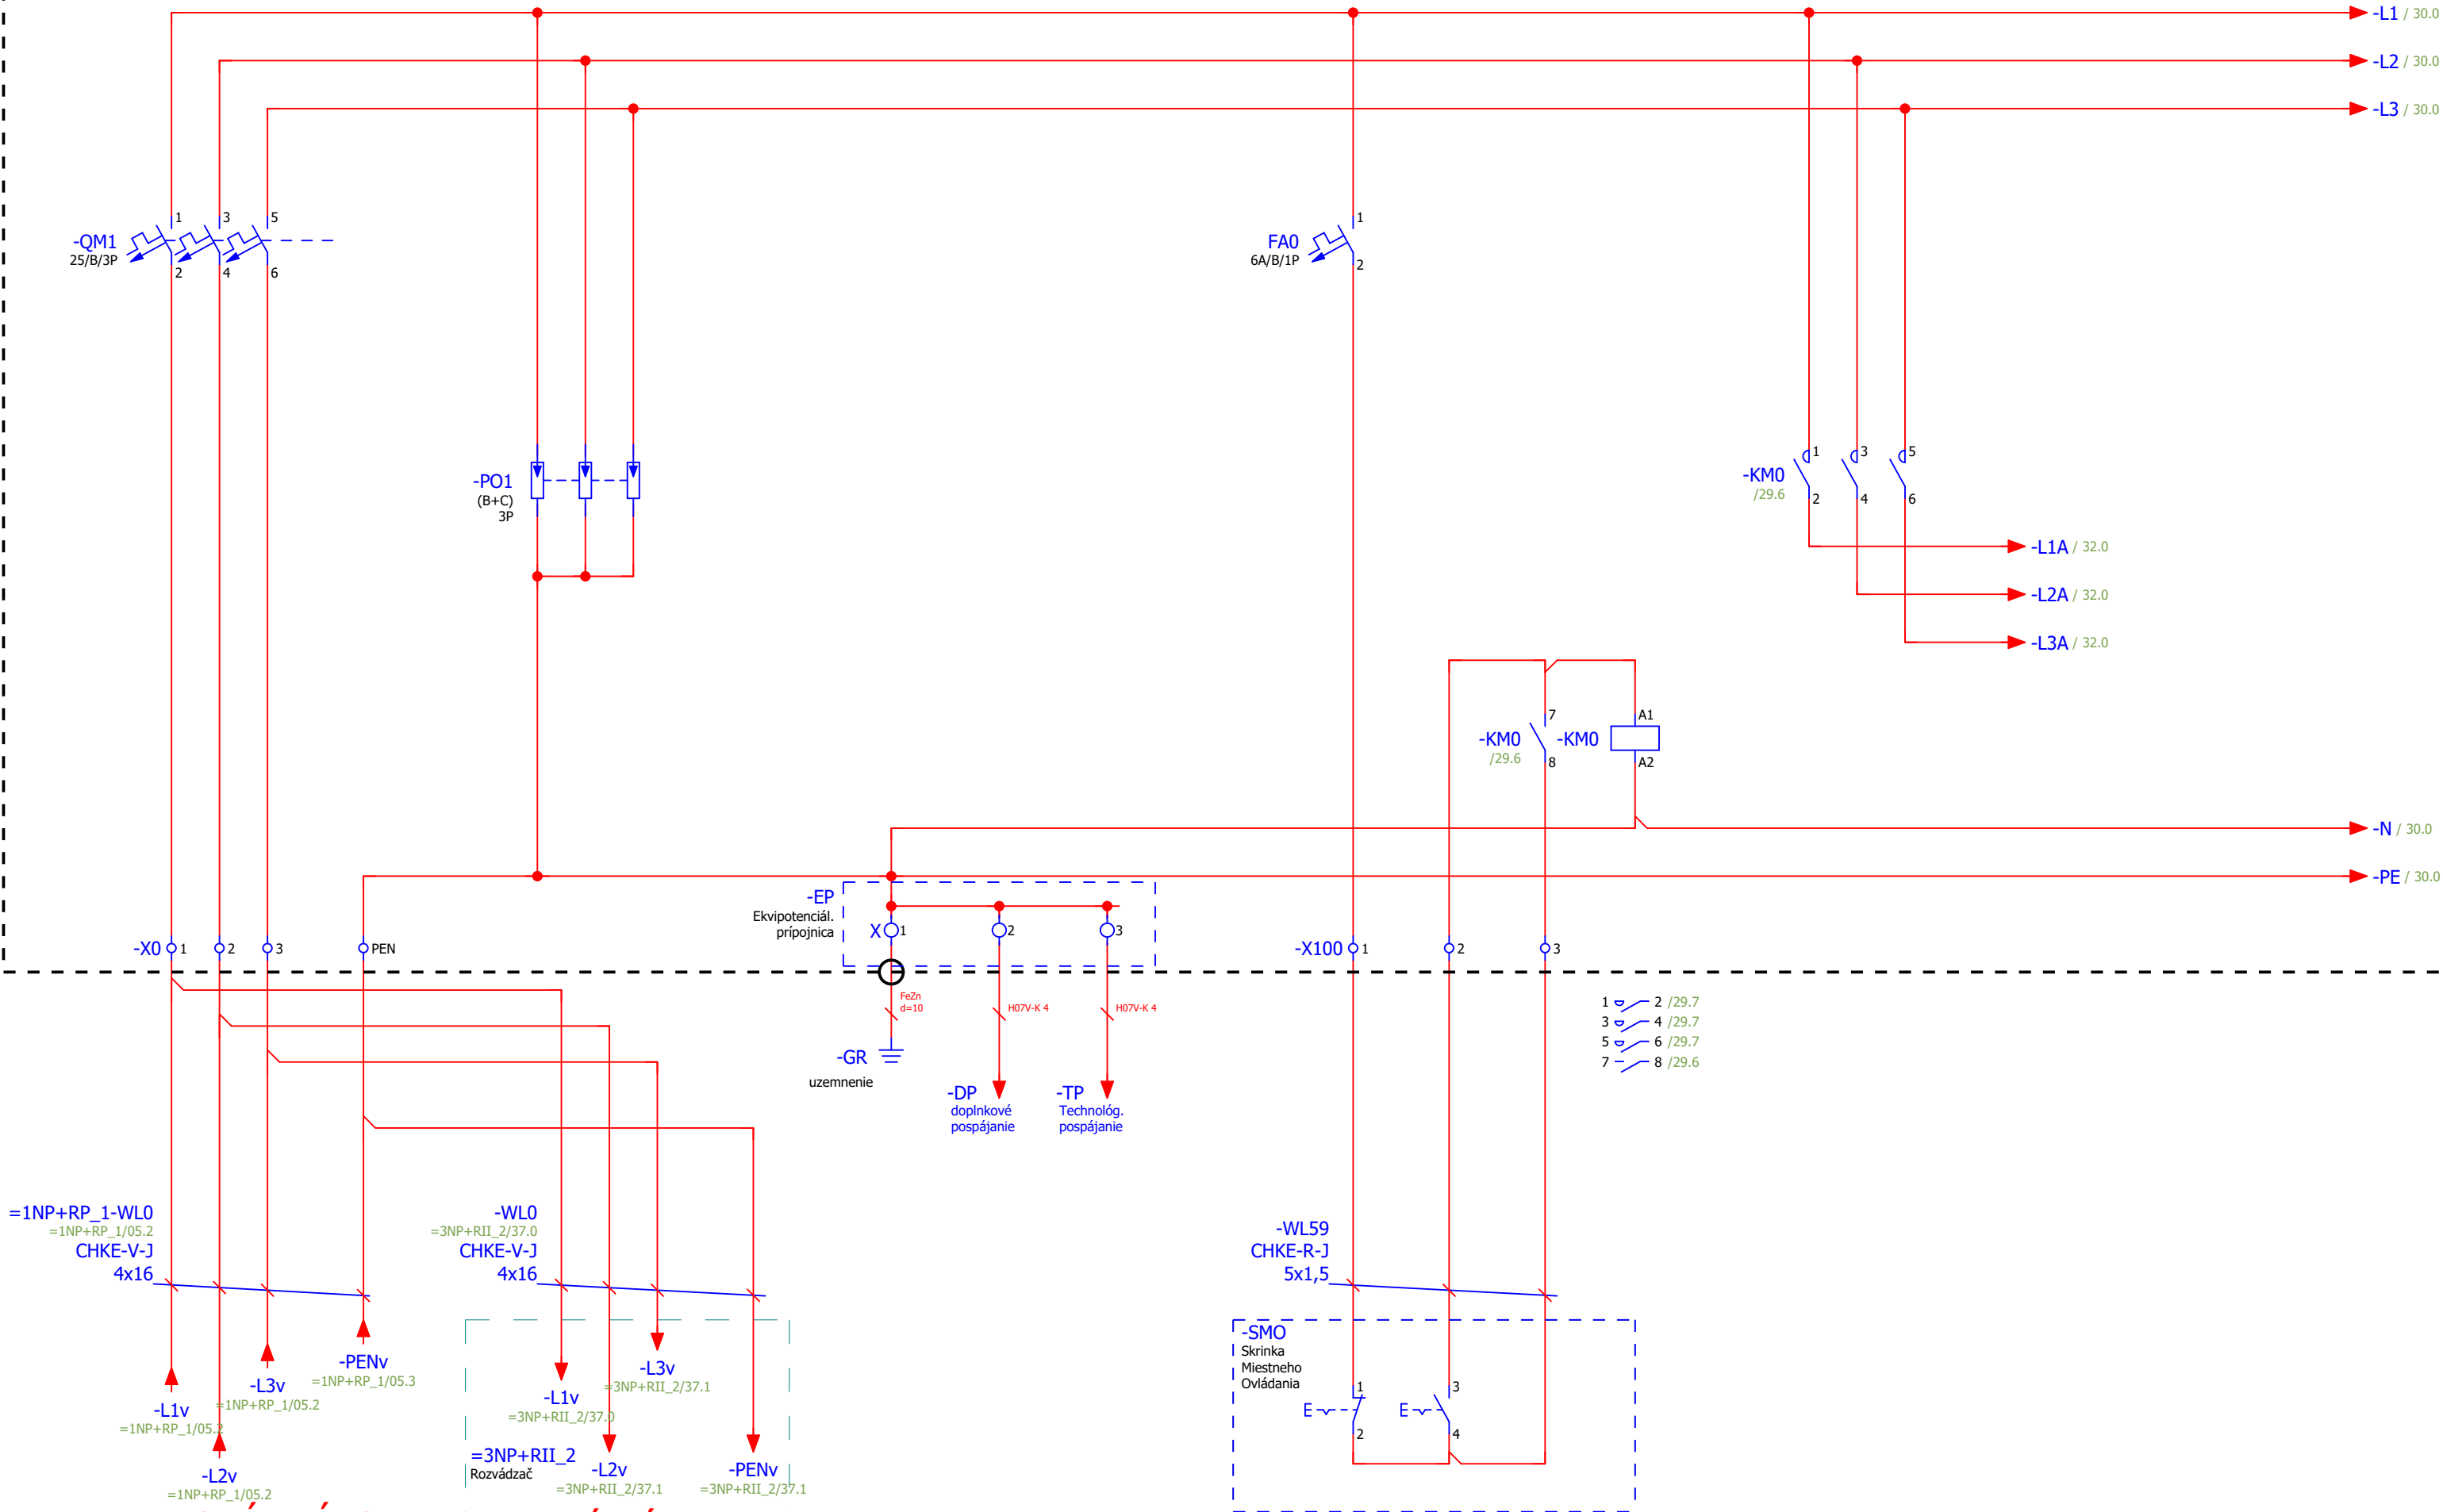 -L1 / 30.0
-L2 / 30.0
-L3 / 30.0
-QM1
25/B/3P
1
3
5
2
4
6
FA0
6A/B/1P
1
2
-PO1
(B+C)
3P
-KM0
/29.6
1
3
5
2
4
6
-L1A / 32.0
-L2A / 32.0
-L3A / 32.0
-KM0
/29.6
7
8
-KM0
A1
A2
-N / 30.0
-PE / 30.0
-EP
Ekvipotenciál.
prípojnica
X
1
2
3
-X0
1
2
3
PEN
-X100
1
2
3
FeZn
d=10
H07V-K 4
H07V-K 4
-GR
uzemnenie
-DP
doplnkové
pospájanie
-TP
Technológ.
pospájanie
1 2 /29.7
3 4 /29.7
5 6 /29.7
7 8 /29.6
=1NP+RP_1-WL0
=1NP+RP_1/05.2
CHKE-V-J
4x16
-WL0
=3NP+RII_2/37.0
CHKE-V-J
4x16
-WL59
CHKE-R-J
5x1,5
-PENv
=1NP+RP_1/05.3
-L3v
=1NP+RP_1/05.2
-L1v
=1NP+RP_1/05.2
-L2v
=1NP+RP_1/05.2
-L3v
=3NP+RII_2/37.1
-L1v
=3NP+RII_2/37.0
=3NP+RII_2
Rozvádzač
-L2v
=3NP+RII_2/37.1
-PENv
=3NP+RII_2/37.1
-SMO
Skrinka
Miestneho
Ovládania
E
1
2
E
3
4